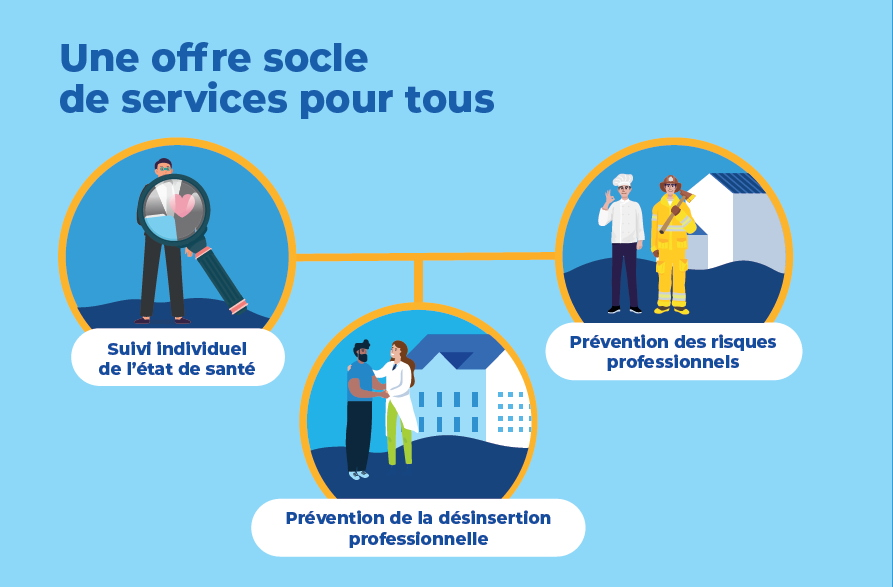 Une offre socle
de services pour tous
Suivi individuel
de l’état de santé
Prévention des risques
professionnels
Prévention de la désinsertion
professionnelle